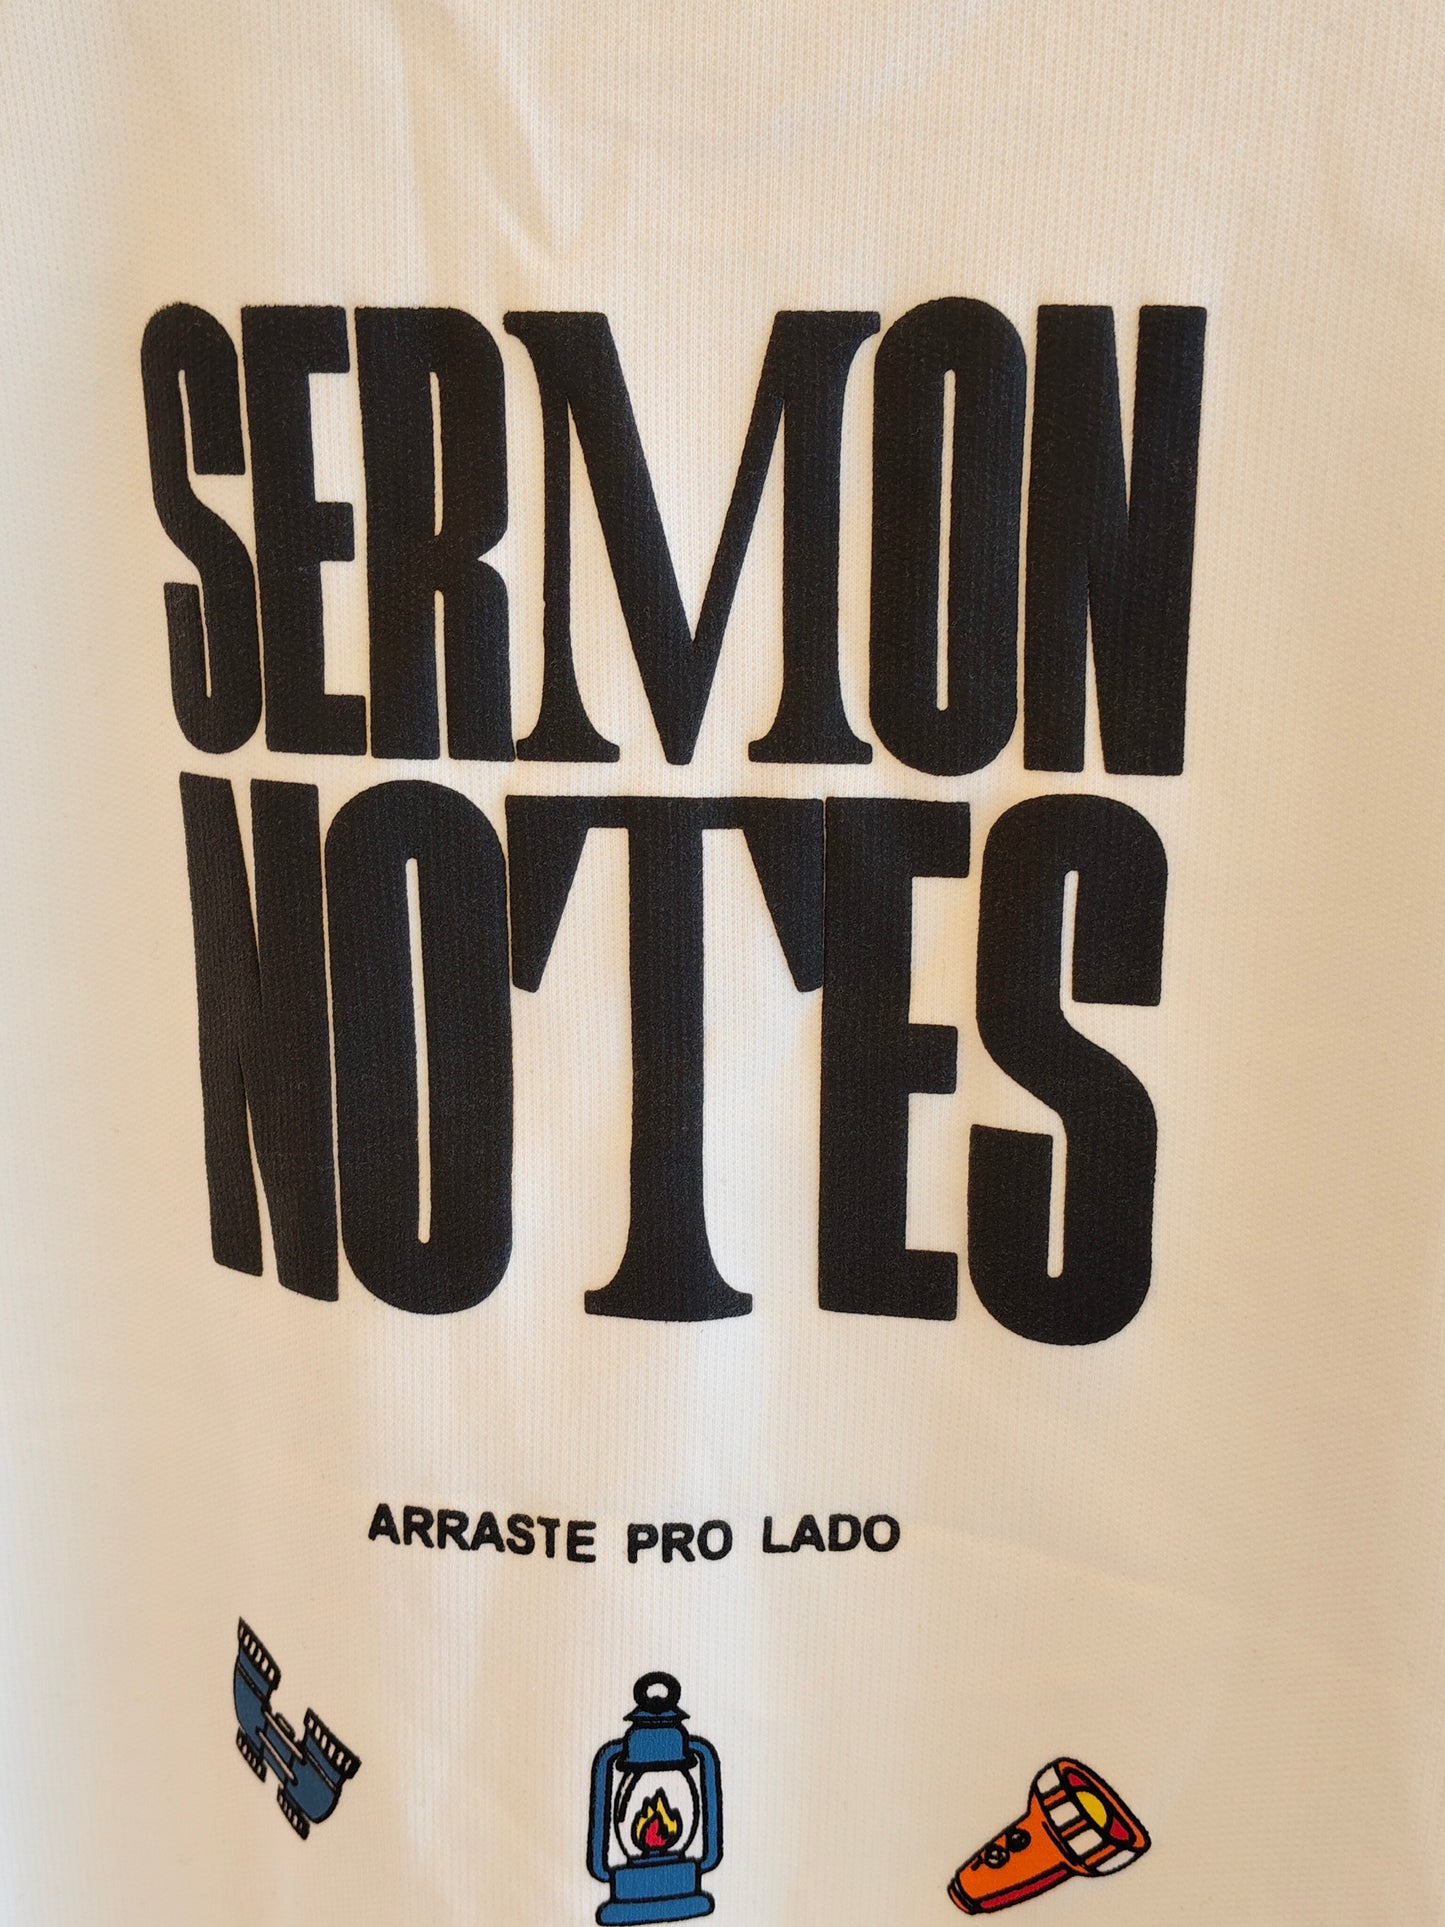 SERMON
NOTES
ARRASTE PRO LADO